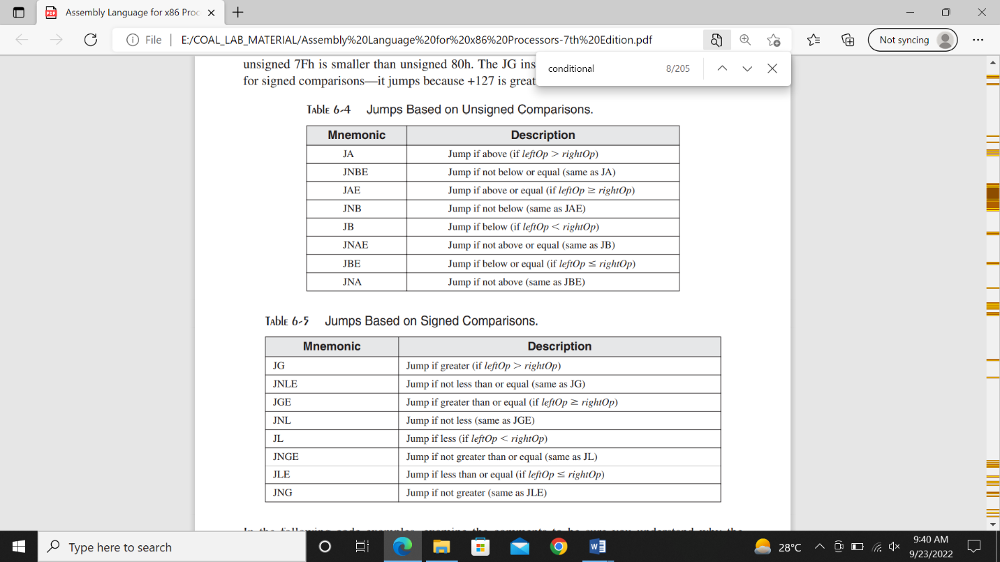 Assembly Language for x86 Proc
File
E:/COAL_LAB_MATERIAL/Assembly%20Language%20for%20x86%20Processors-7th%20Edition.pdf
Not syncing
conditional 8/205
unsigned 7Fh is smaller than unsigned 80h. The JG ins
for signed comparisons—it jumps because +127 is great
TABLE 6-4 Jumps Based on Unsigned Comparisons.
Mnemonic Description
JA Jump if above (if leftOp > rightOp)
JNBE Jump if not below or equal (same as JA)
JAE Jump if above or equal (if leftOp ≥ rightOp)
JNB Jump if not below (same as JAE)
JB Jump if below (if leftOp < rightOp)
JNAE Jump if not above or equal (same as JB)
JBE Jump if below or equal (if leftOp ≤ rightOp)
JNA Jump if not above (same as JBE)
TABLE 6-5 Jumps Based on Signed Comparisons.
Mnemonic Description
JG Jump if greater (if leftOp > rightOp)
JNLE Jump if not less than or equal (same as JG)
JGE Jump if greater than or equal (if leftOp ≥ rightOp)
JNL Jump if not less (same as JGE)
JL Jump if less (if leftOp < rightOp)
JNGE Jump if not greater than or equal (same as JL)
JLE Jump if less than or equal (if leftOp ≤ rightOp)
JNG Jump if not greater (same as JLE)
Type here to search
28°C
9:40 AM
9/23/2022